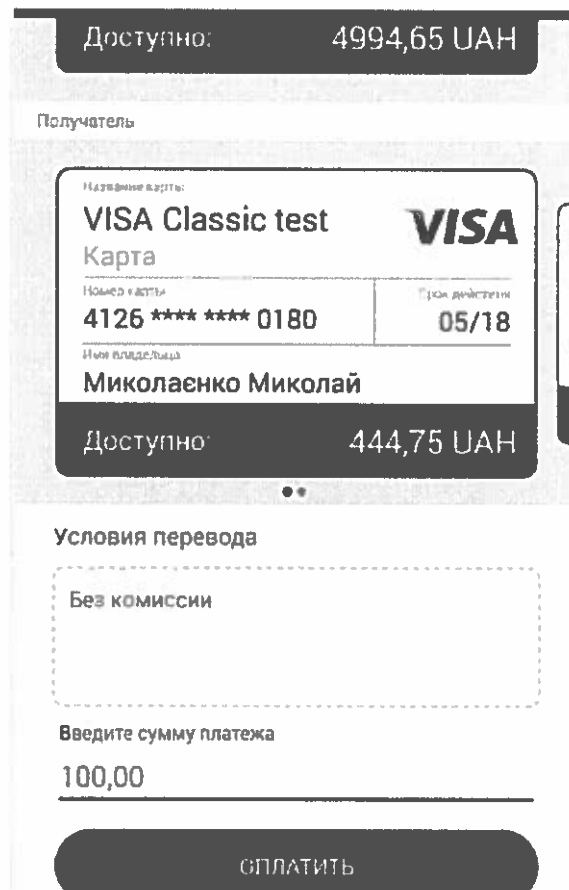 Доступно: 4994,65 UAH
Получатель
Название карты
VISA Classic test VISA
Карта
Номер карты Срок действия
4126 **** **** 0180 05/18
Имя владельца
Миколаєнко Миколай
Доступно: 444,75 UAH
Условия перевода
Без комиссии
Введите сумму платежа
100,00
ОПЛАТИТЬ